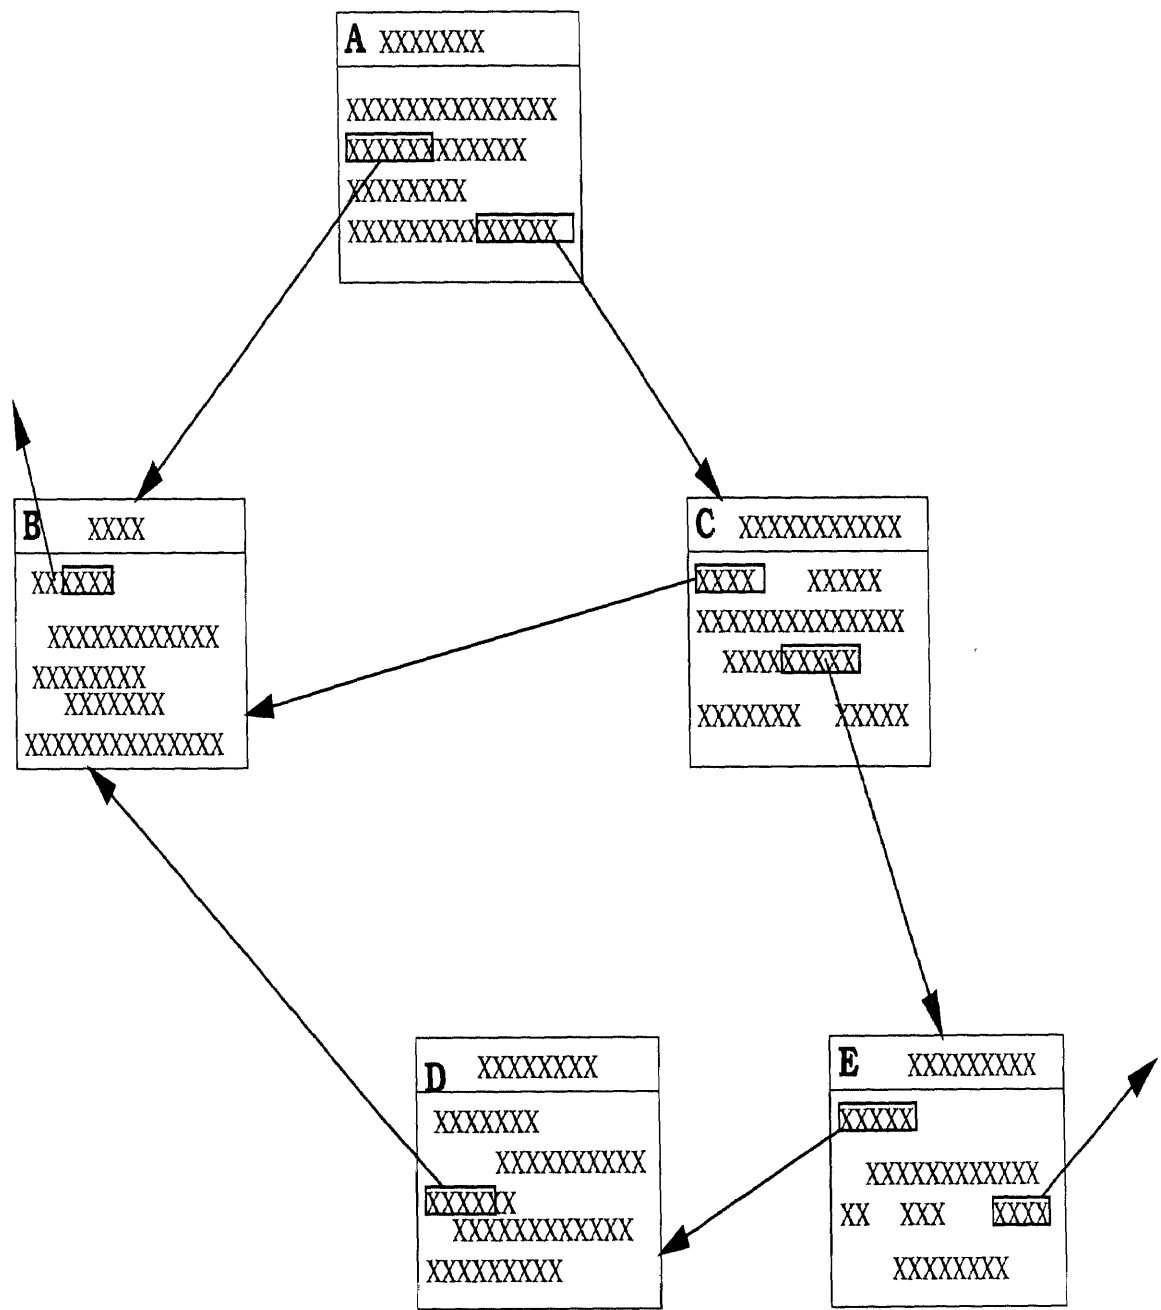 A XXXXXXX
XXXXXXXXXXXXXX
XXXXXXXXXXXX
XXXXXXXX
XXXXXXXXXXXXXX
B XXXX
XXXXXX
XXXXXXXXXXXX
XXXXXXXX
XXXXXXX
XXXXXXXXXXXXXX
C XXXXXXXXXXX
XXXX XXXXX
XXXXXXXXXXXXXX
XXXXXXXXX
XXXXXXX XXXXX
D XXXXXXXX
XXXXXXX
XXXXXXXXXX
XXXXXX
XXXXXXXXXXXX
XXXXXXXXX
E XXXXXXXXX
XXXXX
XXXXXXXXXXXX
XX XXX XXXX
XXXXXXXX